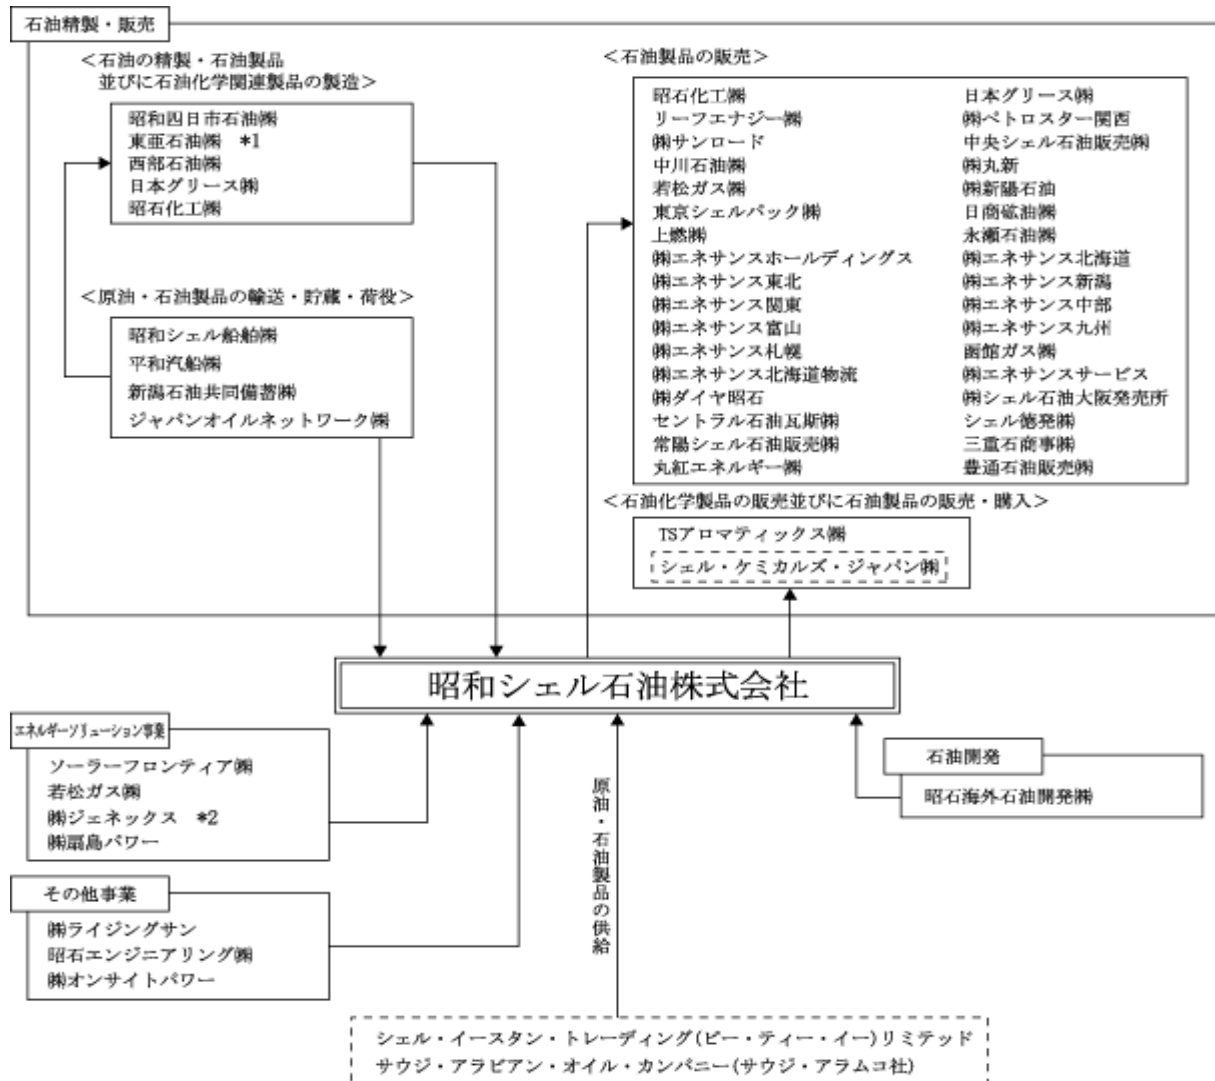 石油精製・販売
＜石油の精製・石油製品
並びに石油化学関連製品の製造＞
昭和四日市石油㈱
東亜石油㈱　*1
西部石油㈱
日本グリース㈱
昭石化工㈱
＜原油・石油製品の輸送・貯蔵・荷役＞
昭和シェル船舶㈱
平和汽船㈱
新潟石油共同備蓄㈱
ジャパンオイルネットワーク㈱
＜石油製品の販売＞
昭石化工㈱　日本グリース㈱
リーフエナジー㈱　㈱ペトロスター関西
㈱サンロード　中央シェル石油販売㈱
中川石油㈱　㈱丸新
若松ガス㈱　㈱新陽石油
東京シェルパック㈱　日商砿油㈱
上燃㈱　永瀬石油㈱
㈱エネサンスホールディングス　㈱エネサンス北海道
㈱エネサンス東北　㈱エネサンス新潟
㈱エネサンス関東　㈱エネサンス中部
㈱エネサンス富山　㈱エネサンス九州
㈱エネサンス札幌　函館ガス㈱
㈱エネサンス北海道物流　㈱エネサンスサービス
㈱ダイヤ昭石　㈱シェル石油大阪発売所
セントラル石油瓦斯㈱　シェル徳発㈱
常陽シェル石油販売㈱　三重石商事㈱
丸紅エネルギー㈱　豊通石油販売㈱
＜石油化学製品の販売並びに石油製品の販売・購入＞
TSアロマティックス㈱
シェル・ケミカルズ・ジャパン㈱
昭和シェル石油株式会社
エネルギーソリューション事業
ソーラーフロンティア㈱
若松ガス㈱
㈱ジェネックス　*2
㈱扇島パワー
その他事業
㈱ライジングサン
昭石エンジニアリング㈱
㈱オンサイトパワー
原油・石油製品の供給
石油開発
昭石海外石油開発㈱
シェル・イースタン・トレーディング(ピー・ティー・イー)リミテッド
サウジ・アラビアン・オイル・カンパニー(サウジ・アラムコ社)